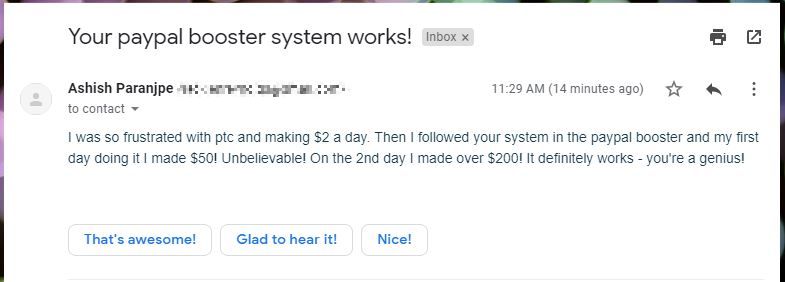 Your paypal booster system works! Inbox x
Ashish Paranjpe 11:29 AM (14 minutes ago)
to contact
I was so frustrated with ptc and making $2 a day. Then I followed your system in the paypal booster and my first
day doing it I made $50! Unbelievable! On the 2nd day I made over $200! It definitely works - you're a genius!
That's awesome! Glad to hear it! Nice!